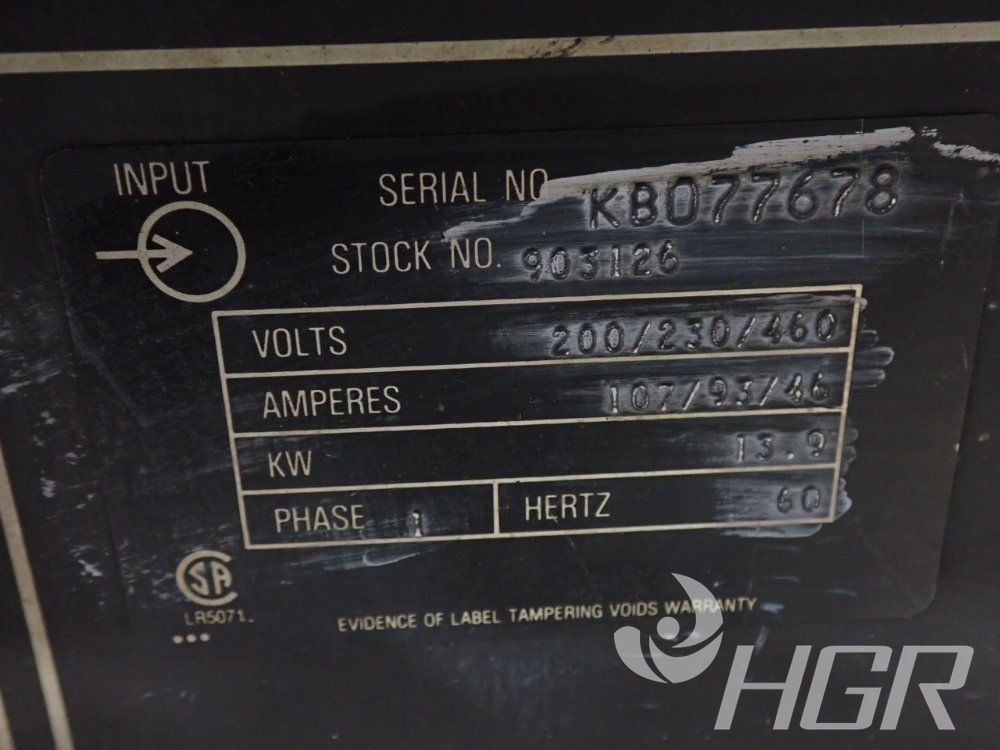 INPUT
SERIAL NO. KB077678
STOCK NO. 903126
VOLTS 200/230/460
AMPERES 107/93/46
KW 13.9
PHASE 1 HERTZ 60
SA
LR5071
EVIDENCE OF LABEL TAMPERING VOIDS WARRANTY
HGR